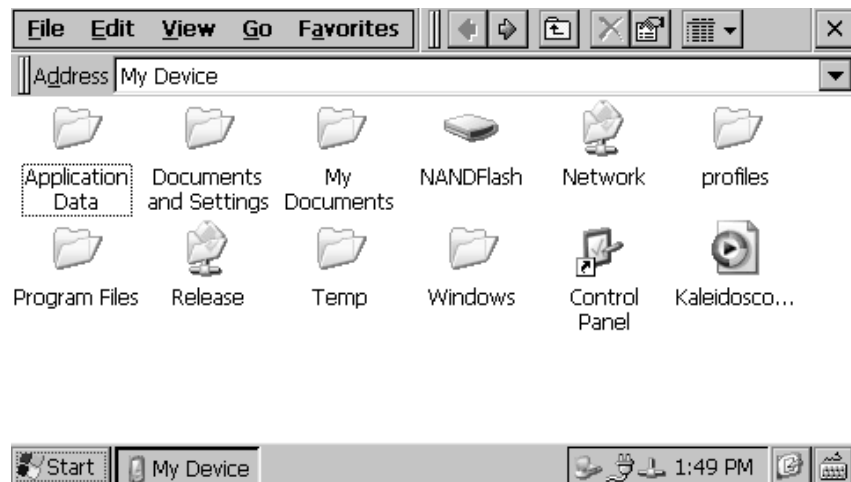 File Edit View Go Favorites
Address My Device
Application Data
Documents and Settings
My Documents
NANDFlash
Network
profiles
Program Files
Release
Temp
Windows
Control Panel
Kaleidosco...
Start
My Device
1:49 PM